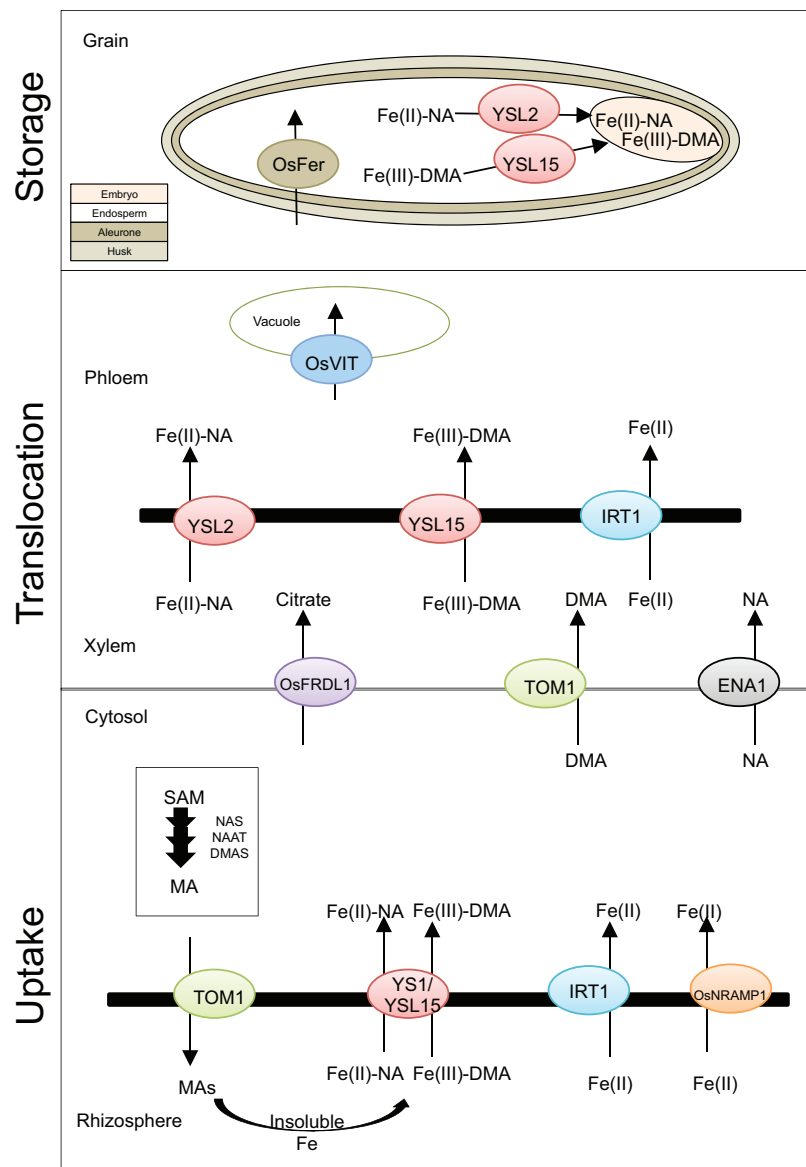 Storage
Grain
Fe(II)-NA
YSL2
Fe(II)-NA
Fe(III)-DMA
OsFer
Fe(III)-DMA
YSL15
Embryo
Endosperm
Aleurone
Husk
Translocation
Vacuole
OsVIT
Phloem
Fe(II)-NA
Fe(III)-DMA
Fe(II)
YSL2
YSL15
IRT1
Fe(II)-NA
Fe(III)-DMA
Fe(II)
Citrate
DMA
NA
Xylem
OsFRDL1
TOM1
ENA1
Uptake
Cytosol
DMA
NA
SAM
NAS
NAAT
DMAS
MA
Fe(II)-NA
Fe(III)-DMA
Fe(II)
Fe(II)
TOM1
YS1/
YSL15
IRT1
OsNRAMP1
MAs
Fe(II)-NA
Fe(III)-DMA
Fe(II)
Fe(II)
Rhizosphere
Insoluble
Fe